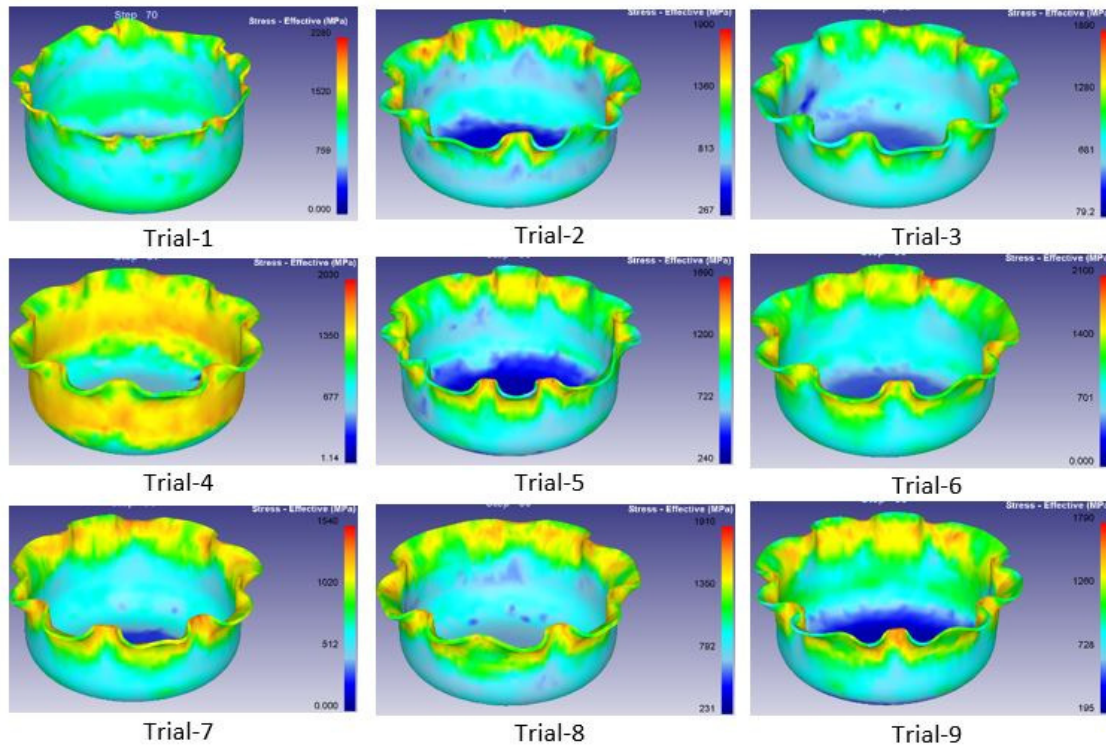 Step 70
Stress - Effective (MPa)
2280
1520
759
0.000
Trial-1
Stress - Effective (MPa)
1900
1360
813
267
Trial-2
Stress - Effective (MPa)
1280
681
79.2
Trial-3
Stress - Effective (MPa)
2030
1350
677
1.14
Trial-4
Stress - Effective (MPa)
1200
722
240
Trial-5
Stress - Effective (MPa)
2100
1400
701
0.000
Trial-6
Stress - Effective (MPa)
1540
1020
512
0.000
Trial-7
Stress - Effective (MPa)
1910
1350
792
231
Trial-8
Stress - Effective (MPa)
1790
1260
728
195
Trial-9